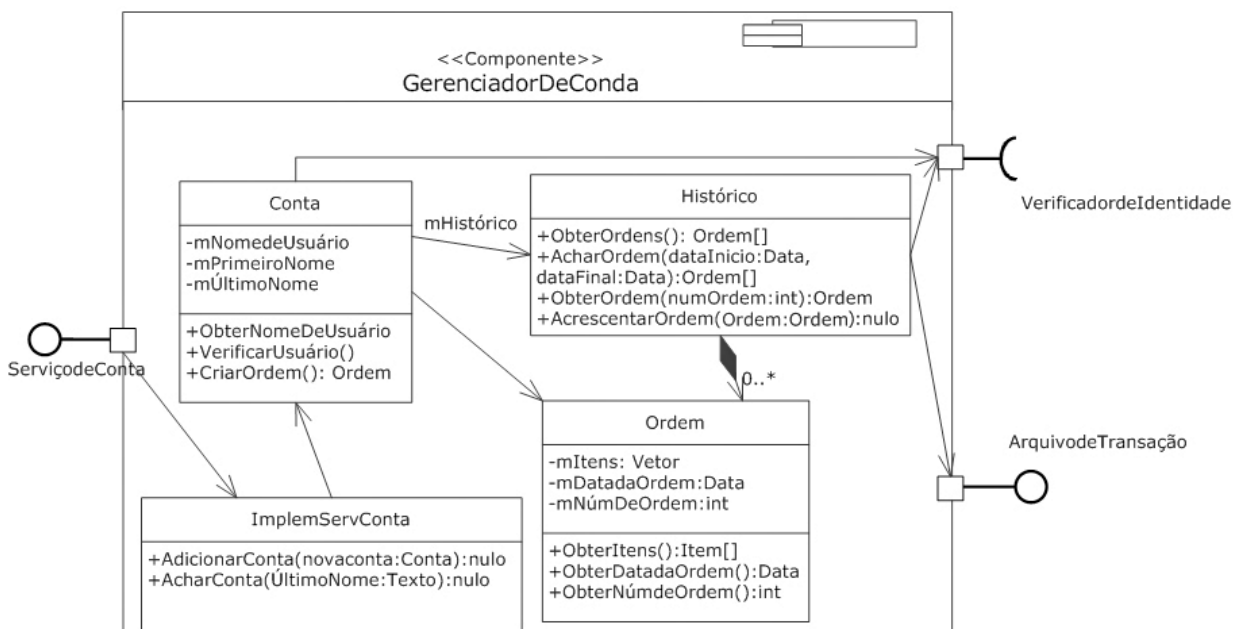 <<Componente>>
GerenciadorDeConda
Conta
-mNomedeUsuário
-mPrimeiroNome
-mÚltimoNome
+ObterNomeDeUsuário
+VerificarUsuário()
+CriarOrdem(): Ordem
mHistórico
Histórico
+ObterOrdens(): Ordem[]
+AcharOrdem(dataInicio:Data,
dataFinal:Data):Ordem[]
+ObterOrdem(numOrdem:int):Ordem
+AcrescentarOrdem(Ordem:Ordem):nulo
VerificadordeIdentidade
ServiçodeConta
0..*
Ordem
-mItens: Vetor
-mDatadaOrdem:Data
-mNúmDeOrdem:int
+ObterItens():Item[]
+ObterDatadaOrdem():Data
+ObterNúmdeOrdem():int
ArquivodeTransação
ImplemServConta
+AdicionarConta(novaconta:Conta):nulo
+AcharConta(ÚltimoNome:Texto):nulo